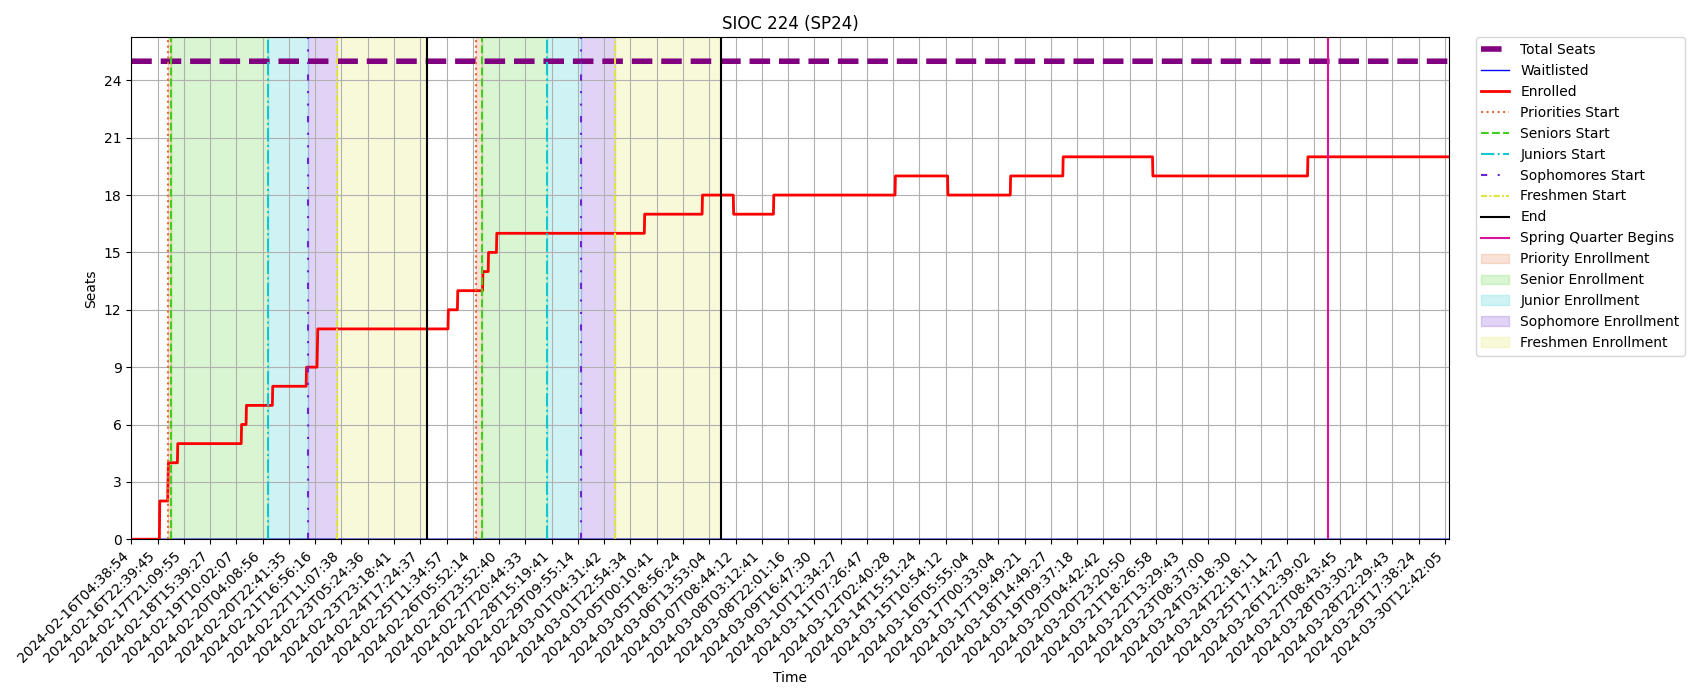 SIOC 224 (SP24)
Seats
24
21
18
15
12
9
6
3
0
2024-02-16T04:38:54
2024-02-16T22:39:45
2024-02-17T21:09:55
2024-02-18T15:39:27
2024-02-19T10:02:07
2024-02-20T04:08:56
2024-02-20T22:41:35
2024-02-21T16:56:16
2024-02-22T11:07:38
2024-02-23T05:24:36
2024-02-23T23:18:41
2024-02-24T17:24:37
2024-02-25T11:34:57
2024-02-26T05:52:14
2024-02-26T23:52:40
2024-02-27T20:44:33
2024-02-28T15:19:41
2024-02-29T09:55:14
2024-03-01T04:31:42
2024-03-01T22:54:34
2024-03-05T00:10:41
2024-03-05T18:56:24
2024-03-06T13:53:04
2024-03-07T08:44:12
2024-03-08T03:12:41
2024-03-08T22:01:16
2024-03-09T16:47:30
2024-03-10T12:34:27
2024-03-11T07:26:47
2024-03-12T02:40:28
2024-03-14T15:51:24
2024-03-15T10:54:12
2024-03-16T05:55:04
2024-03-17T00:33:04
2024-03-17T19:49:21
2024-03-18T14:49:27
2024-03-19T09:37:18
2024-03-20T04:42:42
2024-03-20T23:20:50
2024-03-21T18:26:58
2024-03-22T13:29:43
2024-03-23T08:37:00
2024-03-24T03:18:30
2024-03-24T22:18:11
2024-03-25T17:14:27
2024-03-26T12:39:02
2024-03-27T08:43:45
2024-03-28T03:30:24
2024-03-28T22:29:43
2024-03-29T17:38:24
2024-03-30T12:42:05
Time
Total Seats
Waitlisted
Enrolled
Priorities Start
Seniors Start
Juniors Start
Sophomores Start
Freshmen Start
End
Spring Quarter Begins
Priority Enrollment
Senior Enrollment
Junior Enrollment
Sophomore Enrollment
Freshmen Enrollment